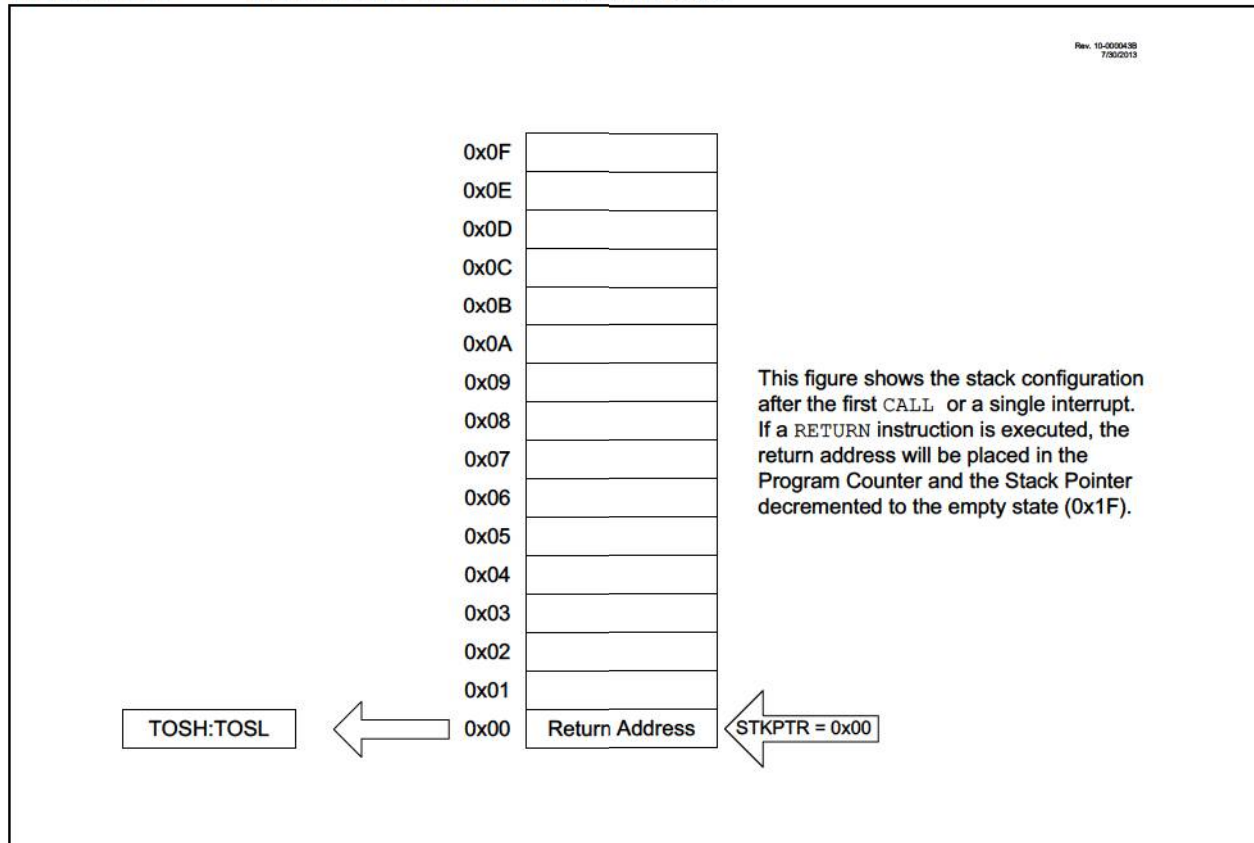 Rev. 10-000043B
7/30/2013
0x0F
0x0E
0x0D
0x0C
0x0B
0x0A
0x09
0x08
0x07
0x06
0x05
0x04
0x03
0x02
0x01
0x00
This figure shows the stack configuration
after the first CALL or a single interrupt.
If a RETURN instruction is executed, the
return address will be placed in the
Program Counter and the Stack Pointer
decremented to the empty state (0x1F).
TOSH:TOSL
Return Address
STKPTR = 0x00